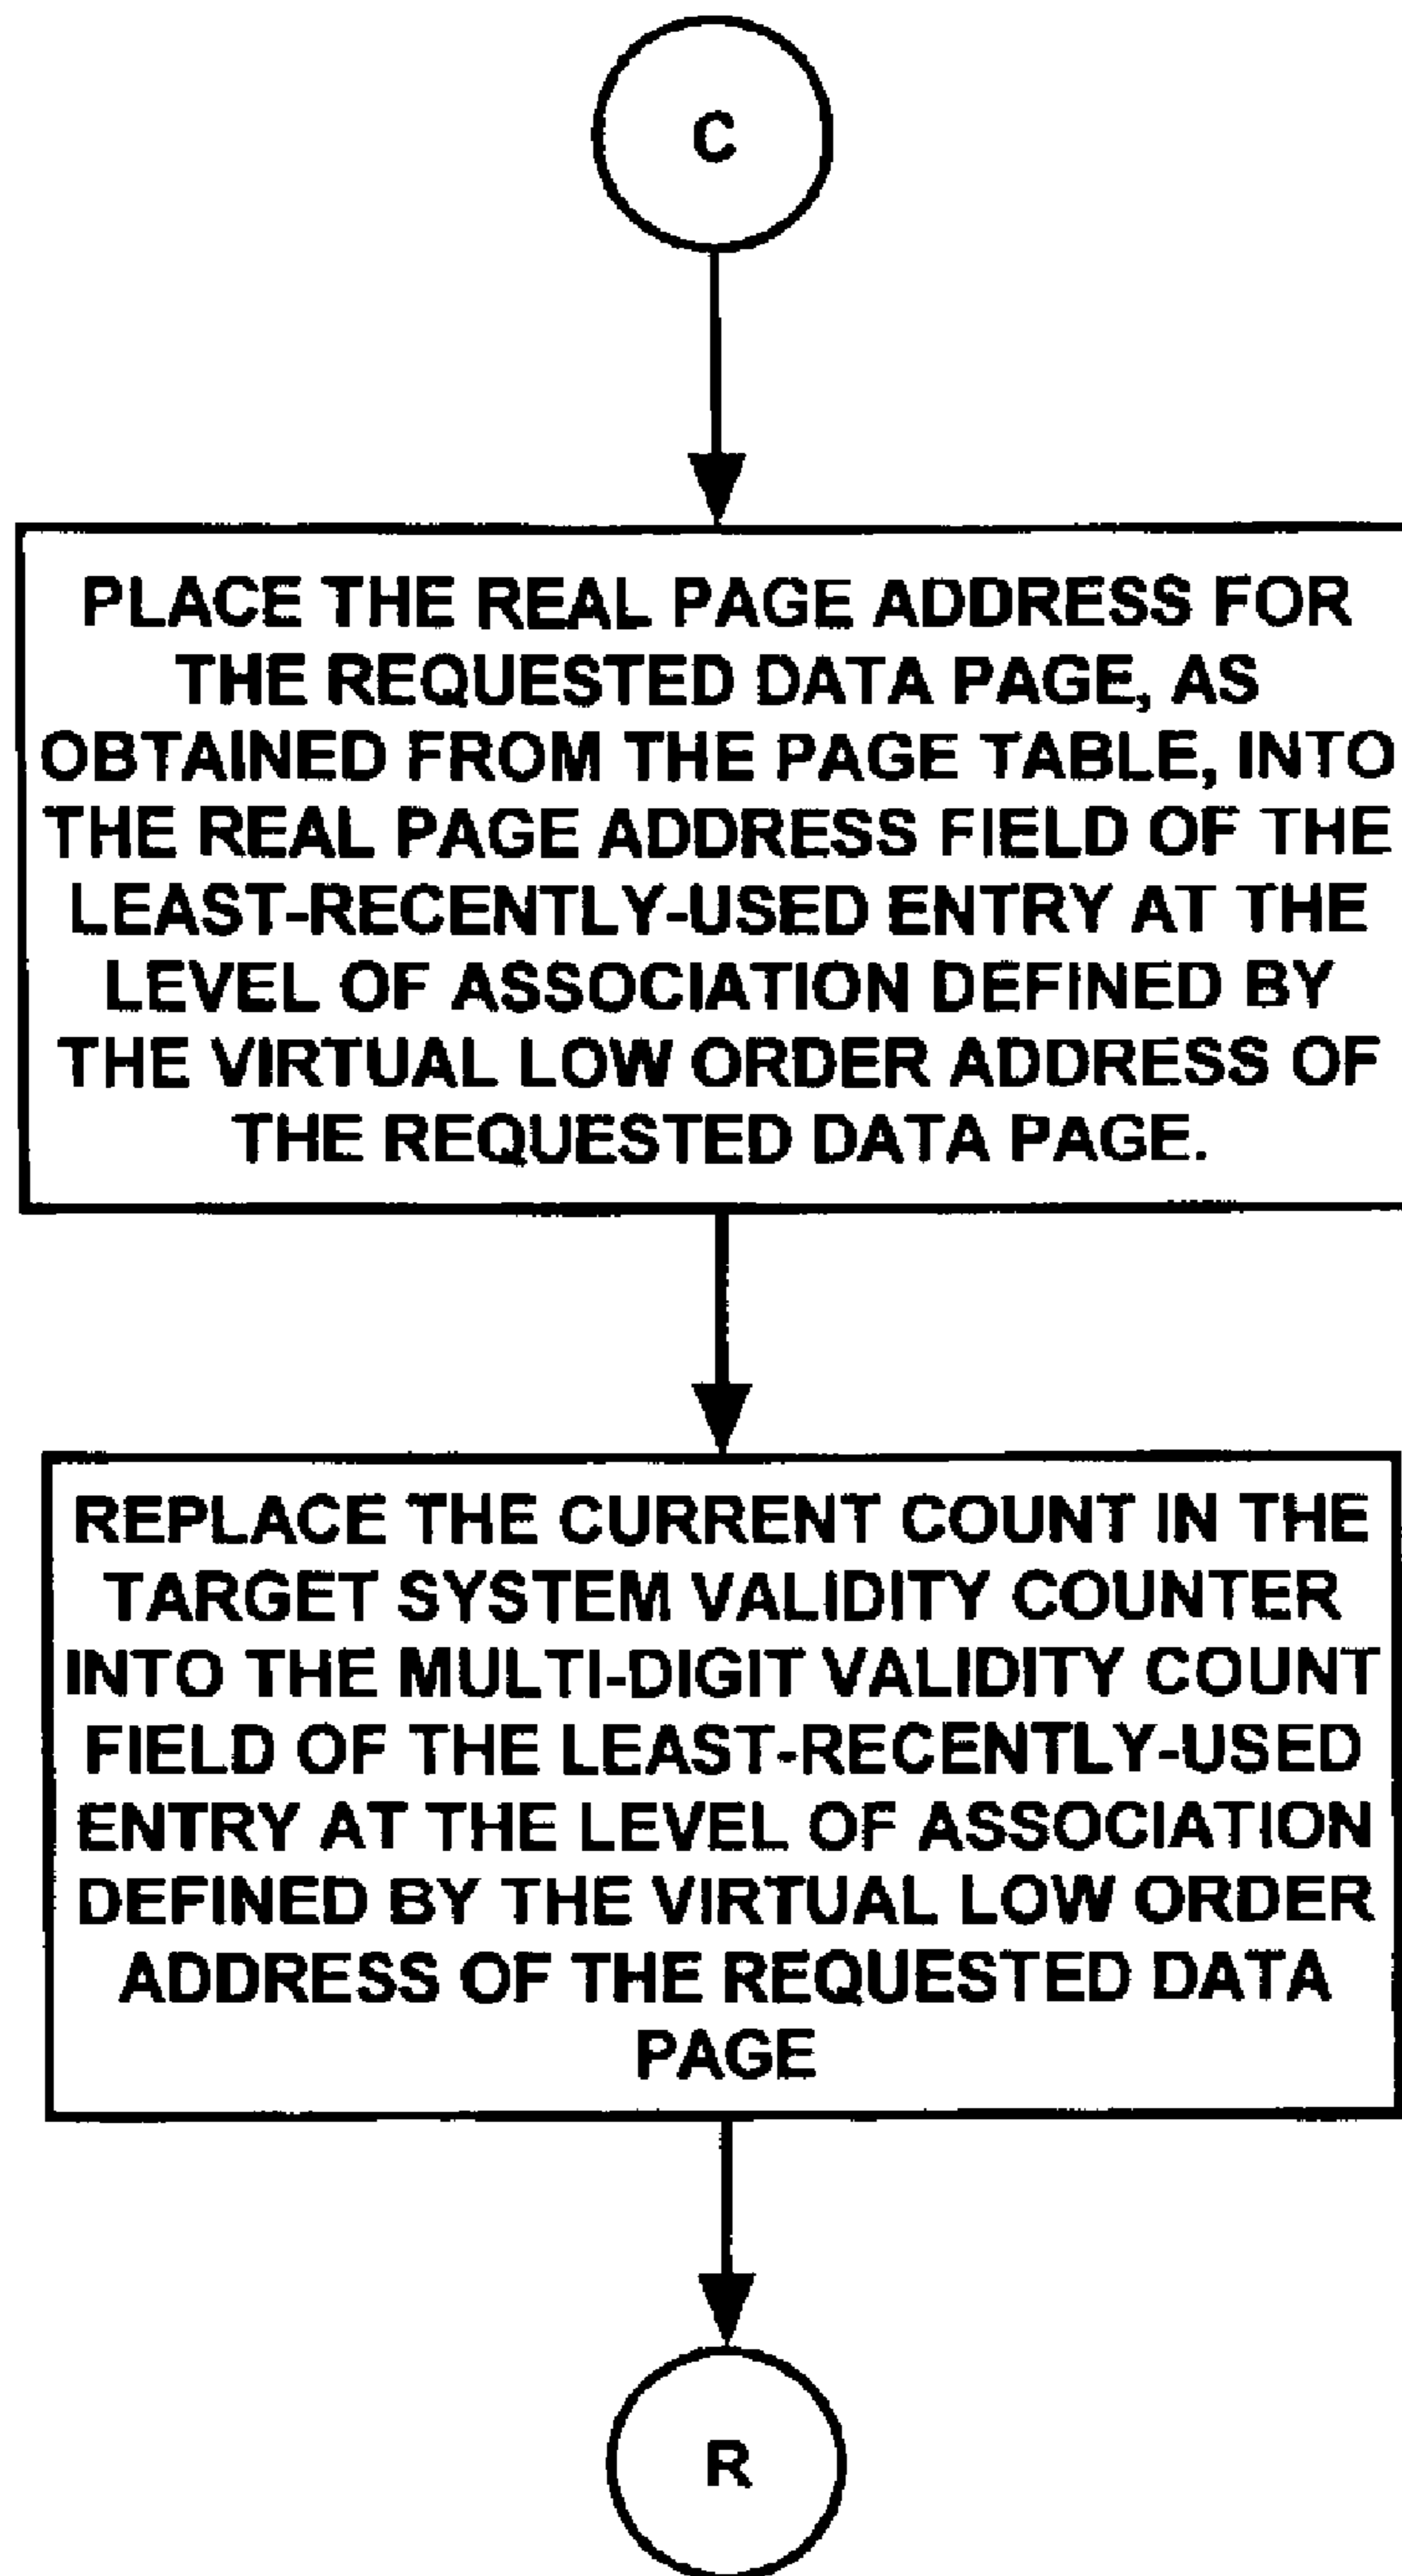 C
PLACE THE REAL PAGE ADDRESS FOR
THE REQUESTED DATA PAGE, AS
OBTAINED FROM THE PAGE TABLE, INTO
THE REAL PAGE ADDRESS FIELD OF THE
LEAST-RECENTLY-USED ENTRY AT THE
LEVEL OF ASSOCIATION DEFINED BY
THE VIRTUAL LOW ORDER ADDRESS OF
THE REQUESTED DATA PAGE.
REPLACE THE CURRENT COUNT IN THE
TARGET SYSTEM VALIDITY COUNTER
INTO THE MULTI-DIGIT VALIDITY COUNT
FIELD OF THE LEAST-RECENTLY-USED
ENTRY AT THE LEVEL OF ASSOCIATION
DEFINED BY THE VIRTUAL LOW ORDER
ADDRESS OF THE REQUESTED DATA
PAGE
R